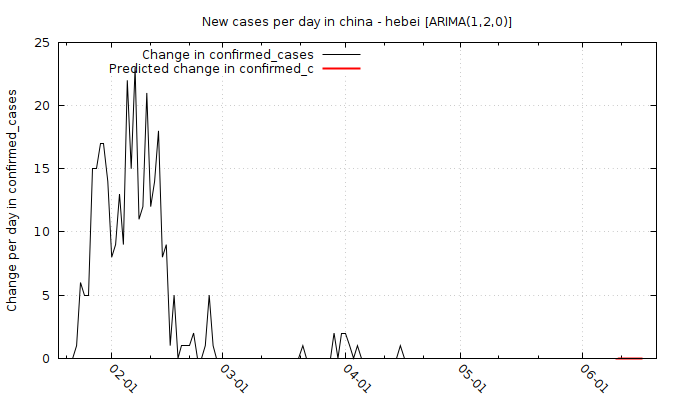 New cases per day in china - hebei [ARIMA(1,2,0)]
Change in confirmed_cases
Predicted change in confirmed_c
Change per day in confirmed_cases
25
20
15
10
5
0
02-01
03-01
04-01
05-01
06-01